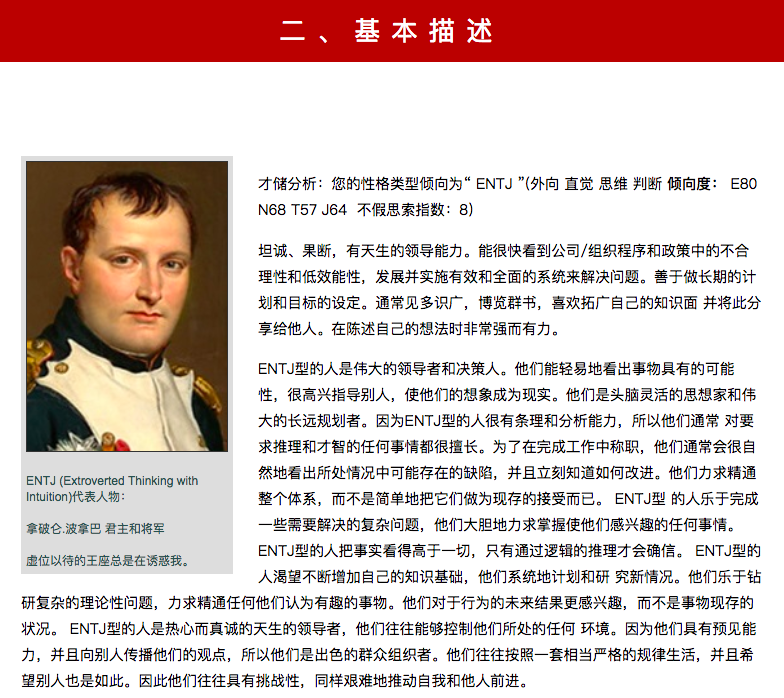 二、基本描述
才储分析：您的性格类型倾向为“ ENTJ ”(外向 直觉 思维 判断 倾向度： E80
N68 T57 J64 不假思索指数：8)
坦诚、果断，有天生的领导能力。能很快看到公司/组织程序和政策中的不合
理性和低效能性，发展并实施有效和全面的系统来解决问题。善于做长期的计
划和目标的设定。通常见多识广，博览群书，喜欢拓广自己的知识面 并将此分
享给他人。在陈述自己的想法时非常强而有力。
ENTJ型的人是伟大的领导者和决策人。他们能轻易地看出事物具有的可能
性，很高兴指导别人，使他们的想象成为现实。他们是头脑灵活的思想家和伟
大的长远规划者。因为ENTJ型的人很有条理和分析能力，所以他们通常 对要
求推理和才智的任何事情都很擅长。为了在完成工作中称职，他们通常会很自
然地看出所处情况中可能存在的缺陷，并且立刻知道如何改进。他们力求精通
整个体系，而不是简单地把它们做为现存的接受而已。 ENTJ型 的人乐于完成
一些需要解决的复杂问题，他们大胆地力求掌握使他们感兴趣的任何事情。
ENTJ型的人把事实看得高于一切，只有通过逻辑的推理才会确信。 ENTJ型的
人渴望不断增加自己的知识基础，他们系统地计划和研 究新情况。他们乐于钻
研复杂的理论性问题，力求精通任何他们认为有趣的事物。他们对于行为的未来结果更感兴趣，而不是事物现存的
状况。 ENTJ型的人是热心而真诚的天生的领导者，他们往往能够控制他们所处的任何 环境。因为他们具有预见能
力，并且向别人传播他们的观点，所以他们是出色的群众组织者。他们往往按照一套相当严格的规律生活，并且希
望别人也是如此。因此他们往往具有挑战性，同样艰难地推动自我和他人前进。
ENTJ (Extroverted Thinking with
Intuition)代表人物：
拿破仑.波拿巴 君主和将军
虚位以待的王座总是在诱惑我。